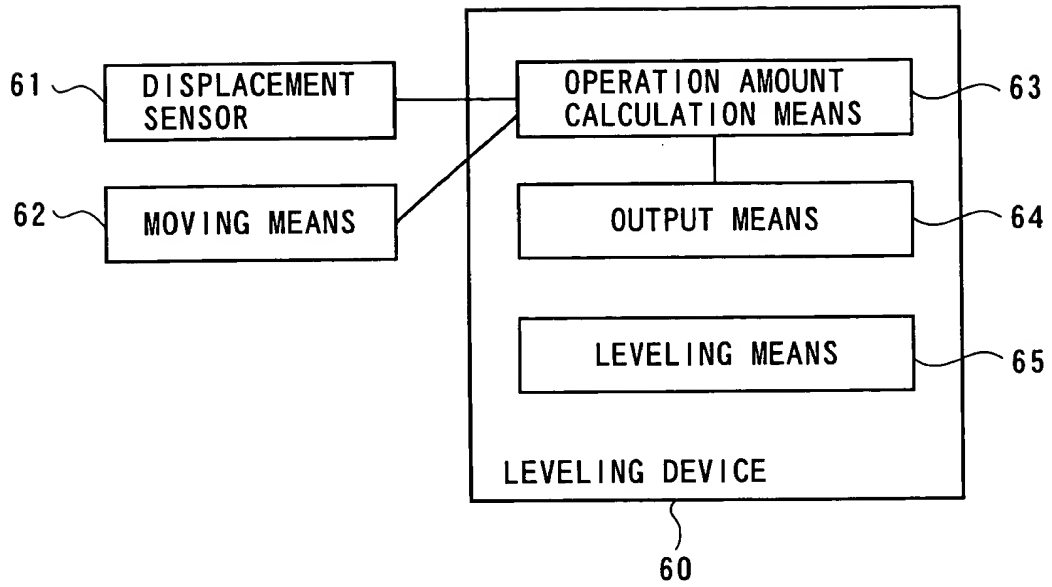 61
DISPLACEMENT
SENSOR
OPERATION AMOUNT
CALCULATION MEANS
63
62
MOVING MEANS
OUTPUT MEANS
64
LEVELING MEANS
65
LEVELING DEVICE
60